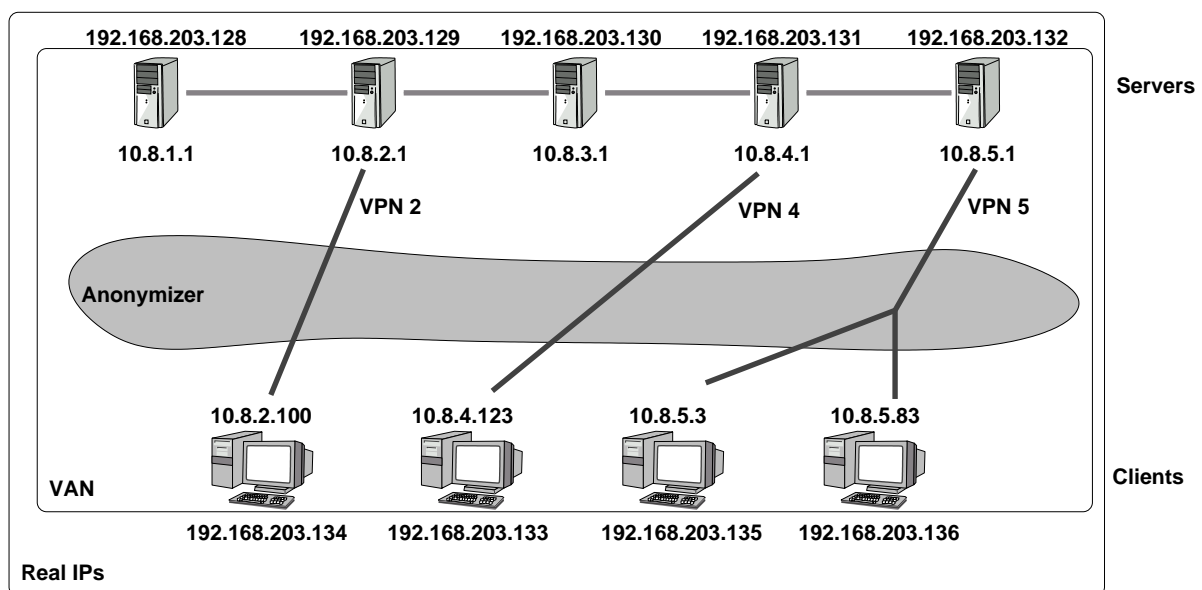 192.168.203.128 192.168.203.129 192.168.203.130 192.168.203.131 192.168.203.132
Servers
10.8.1.1 10.8.2.1 10.8.3.1 10.8.4.1 10.8.5.1
VPN 2 VPN 4 VPN 5
Anonymizer
10.8.2.100 10.8.4.123 10.8.5.3 10.8.5.83
VAN
Clients
192.168.203.134 192.168.203.133 192.168.203.135 192.168.203.136
Real IPs